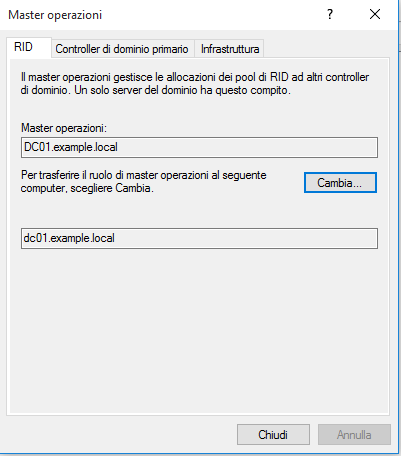 Master operazioni
?
RID
Controller di dominio primario
Infrastruttura
Il master operazioni gestisce le allocazioni dei pool di RID ad altri controller
di dominio. Un solo server del dominio ha questo compito.
Master operazioni:
DC01.example.local
Per trasferire il ruolo di master operazioni al seguente
computer, scegliere Cambia.
Cambia...
dc01.example.local
Chiudi
Annulla